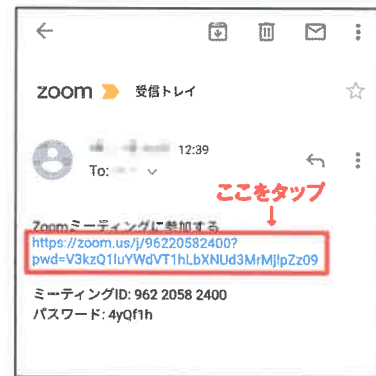 zoom 受信トレイ
12:39
To:
ここをタップ
Zoomミーティングに参加する
https://zoom.us/j/96220582400?
pwd=V3kzQ1luYWdVT1hLbXNUd3MrMjlpZz09
ミーティングID: 962 2058 2400
パスワード: 4yQf1h